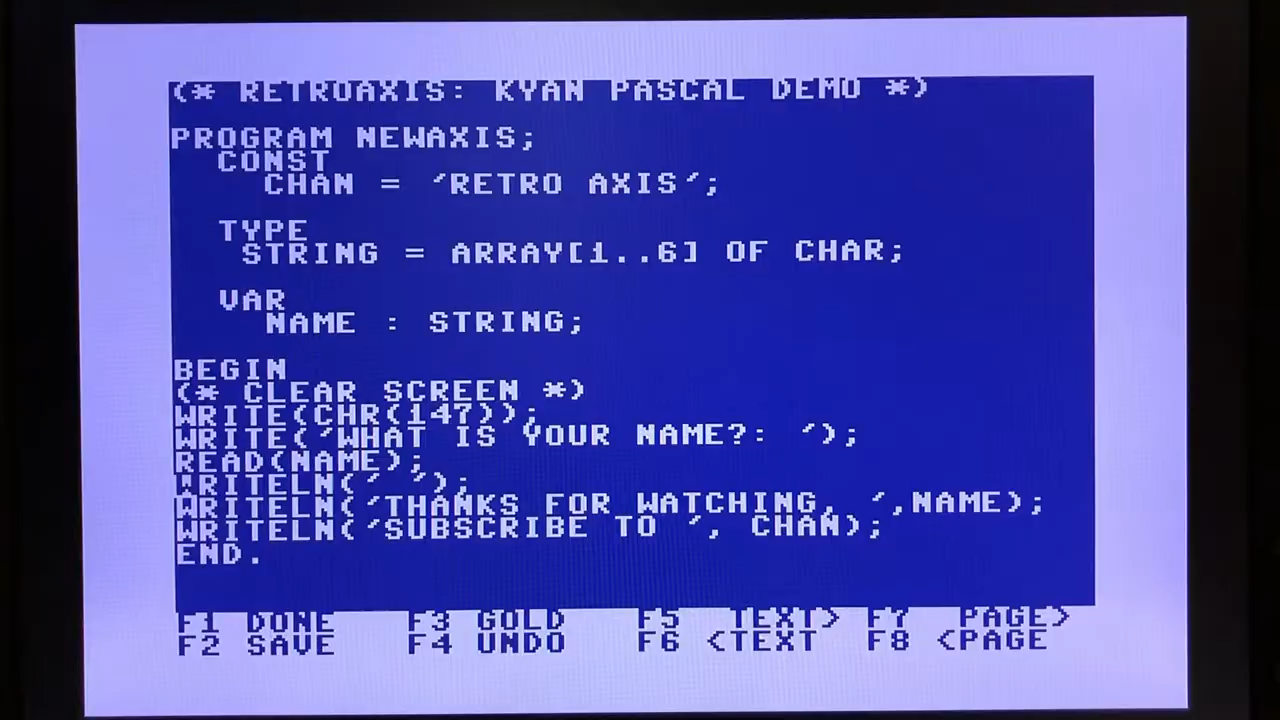 (* RETROAXIS: KYAN PASCAL DEMO *)
PROGRAM NEWAXIS;
CONST
CHAN = 'RETRO AXIS';
TYPE
STRING = ARRAY[1..6] OF CHAR;
VAR
NAME : STRING;
BEGIN
(* CLEAR SCREEN *)
WRITE(CHR(147));
WRITE('WHAT IS YOUR NAME?: ');
READ(NAME);
WRITELN(' ');
WRITELN('THANKS FOR WATCHING, ',NAME);
WRITELN('SUBSCRIBE TO ', CHAN);
END.
F1 DONE F3 GOLD F5 TEXT> F7 PAGE>
F2 SAVE F4 UNDO F6 <TEXT F8 <PAGE